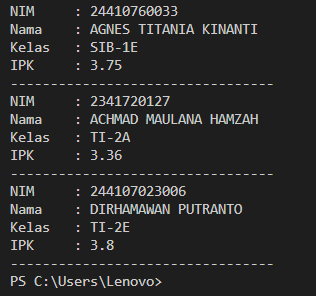 NIM     : 24410760033
Nama    : AGNES TITANIA KINANTI
Kelas   : SIB-1E
IPK     : 3.75
---------------------------------
NIM     : 2341720127
Nama    : ACHMAD MAULANA HAMZAH
Kelas   : TI-2A
IPK     : 3.36
---------------------------------
NIM     : 244107023006
Nama    : DIRHAMAWAN PUTRANTO
Kelas   : TI-2E
IPK     : 3.8
---------------------------------
PS C:\Users\Lenovo>